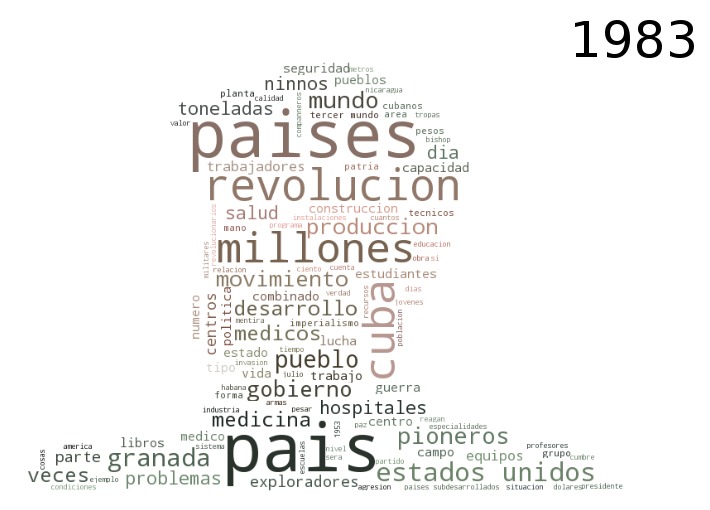 1983
seguridad metros
ninnos pueblos
planta calidad companneros mundo nicaragua
toneladas cubanos
valor tercer mundo area tropas
paises pesos bishop
dia
trabajadores patria capacidad
revolucion
construccion
salud instalaciones cuantos tecnicos
mano programa produccion
revolucionarios
millones educacion
obra si
militares relacion ciento cuenta
movimiento estudiantes
combinado verdad dias
numero centros politica desarrollo recursos jovenes
mentira imperialismo cuba poblacion
medicos lucha
estado tiempo
invasion pueblo
tipo vida julio trabajo
habana gobierno guerra
forma armas
industria pesar hospitales
medicina 1953 paz centro reagan
especialidades
libros medico pais pioneros
america sistema profesores
cosas parte granada escuelas nivel campo equipos grupo cumbre
sera partido
veces ejemplo problemas estados unidos
condiciones exploradores agresion paises subdesarrollados situacion dolares presidente